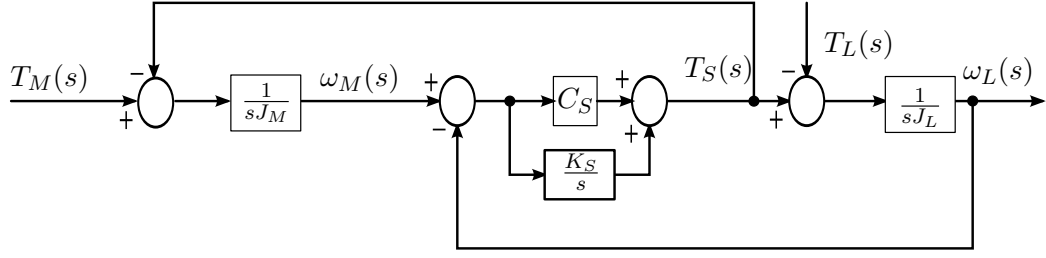 T_M(s)
−
+
1
sJ_M
ω_M(s)
+
−
C_S
K_S
s
+
+
T_S(s)
T_L(s)
−
+
1
sJ_L
ω_L(s)